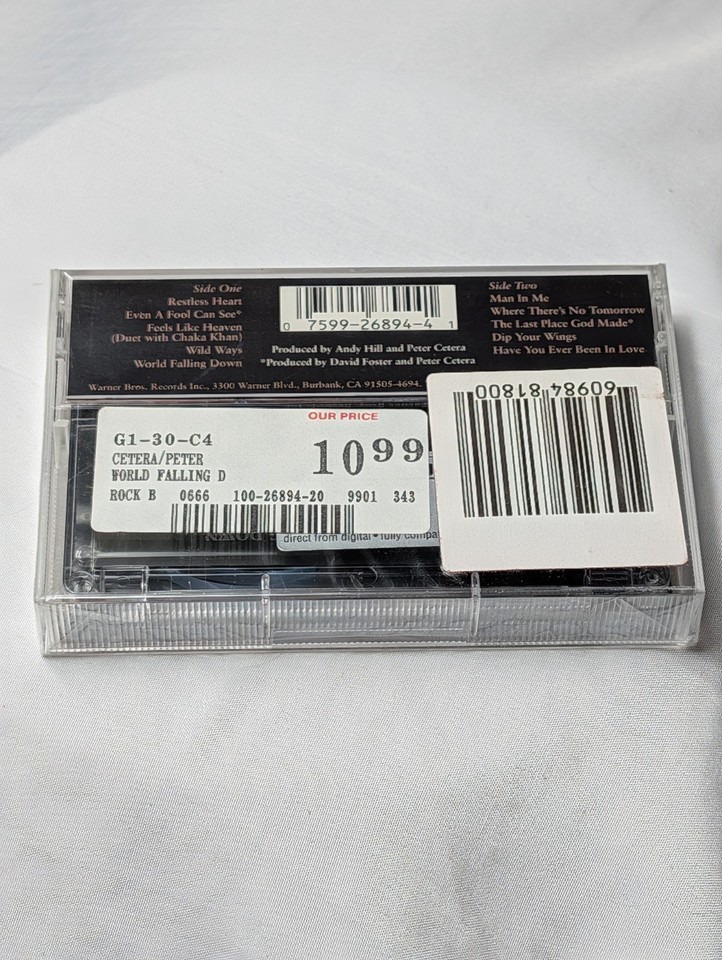 Side One
Restless Heart
Even A Fool Can See*
Feels Like Heaven
(Duet with Chaka Khan)
Wild Ways
World Falling Down
0 7599-26894-4 1
Produced by Andy Hill and Peter Cetera
*Produced by David Foster and Peter Cetera
Side Two
Man In Me
Where There's No Tomorrow
The Last Place God Made*
Dip Your Wings
Have You Ever Been In Love
Warner Bros. Records Inc., 3300 Warner Blvd., Burbank, CA 91505-4694.
OUR PRICE
G1-30-C4
10 99
CETERA/PETER
WORLD FALLING D
ROCK B 0666 100-26894-20 9901 343
60984 81800
DOWN
direct from digital • fully compa